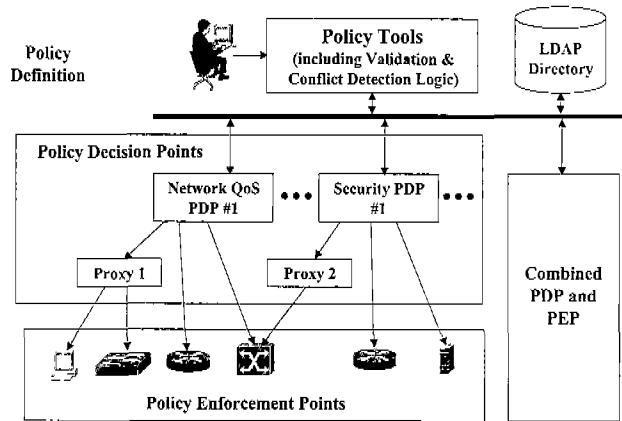 Policy
Definition
Policy Tools
(including Validation &
Conflict Detection Logic)
LDAP
Directory
Policy Decision Points
Network QoS
PDP #1
Security PDP
#1
Proxy 1
Proxy 2
Combined
PDP and
PEP
Policy Enforcement Points